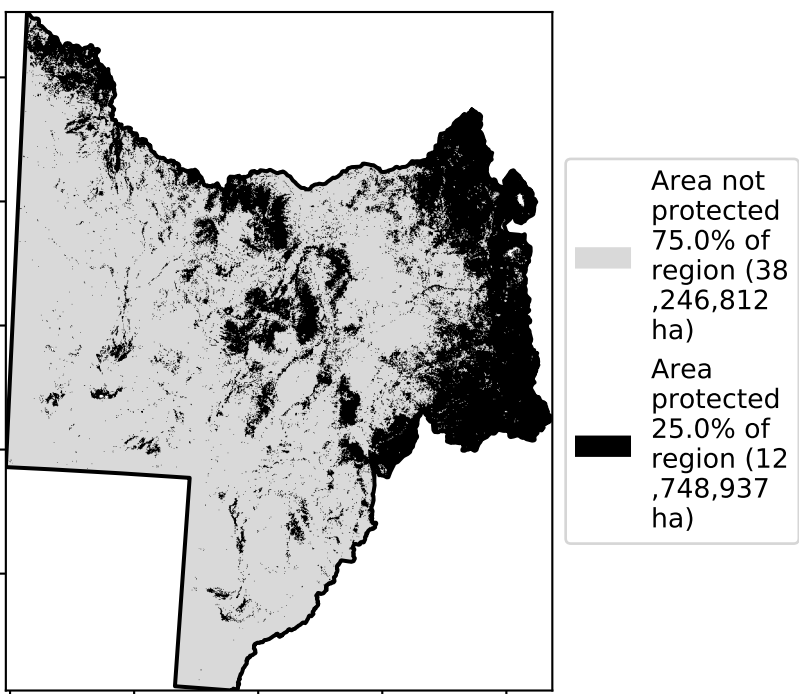 Area not
protected
75.0% of
region (38
,246,812
ha)
Area
protected
25.0% of
region (12
,748,937
ha)